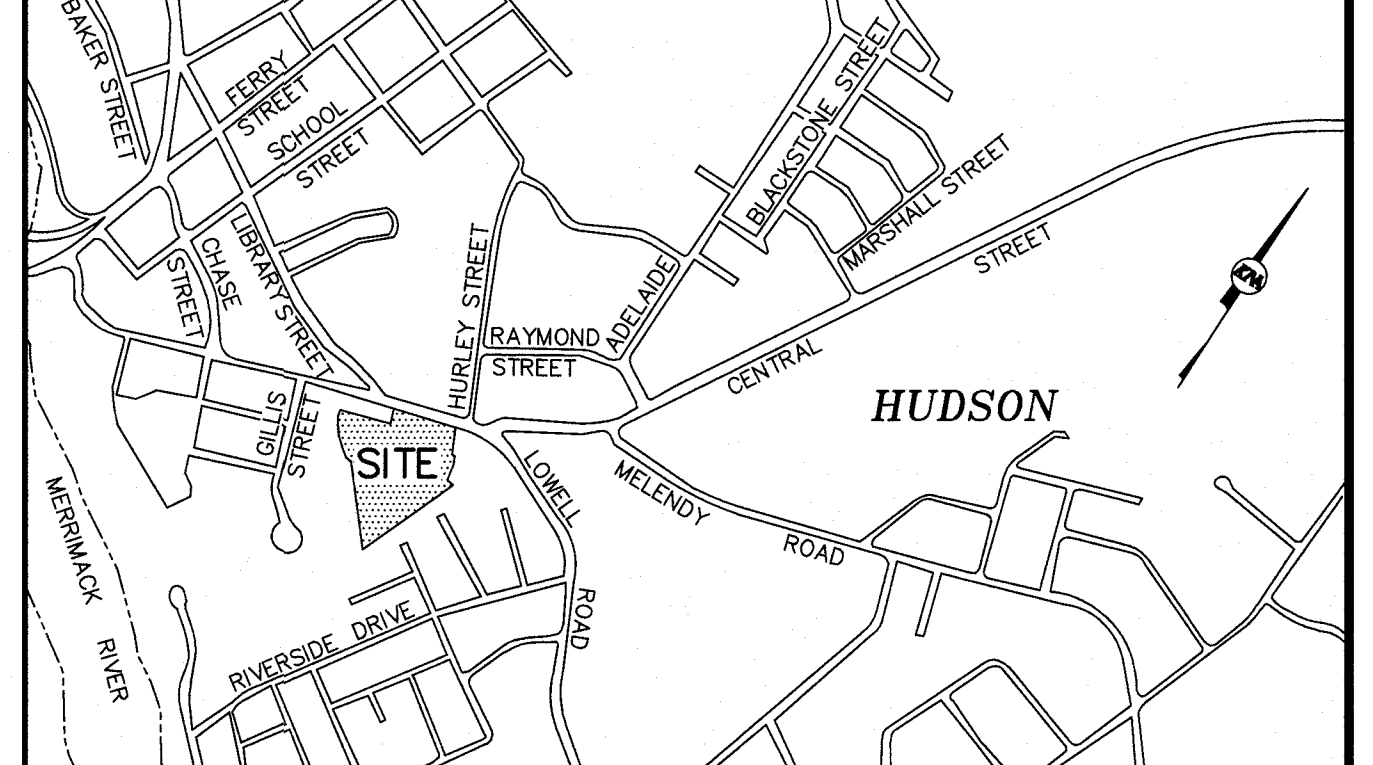 BAKER STREET
FERRY
STREET
SCHOOL
STREET
BLACKSTONE STREET
MARSHALL STREET
STREET
CENTRAL
LIBRARY STREET
CHASE
STREET
HURLEY STREET
ADELAIDE
RAYMOND
STREET
KM
HUDSON
GILLIS
STREET
SITE
LOWELL
ROAD
MELENDY
ROAD
MERRIMACK RIVER
RIVERSIDE DRIVE